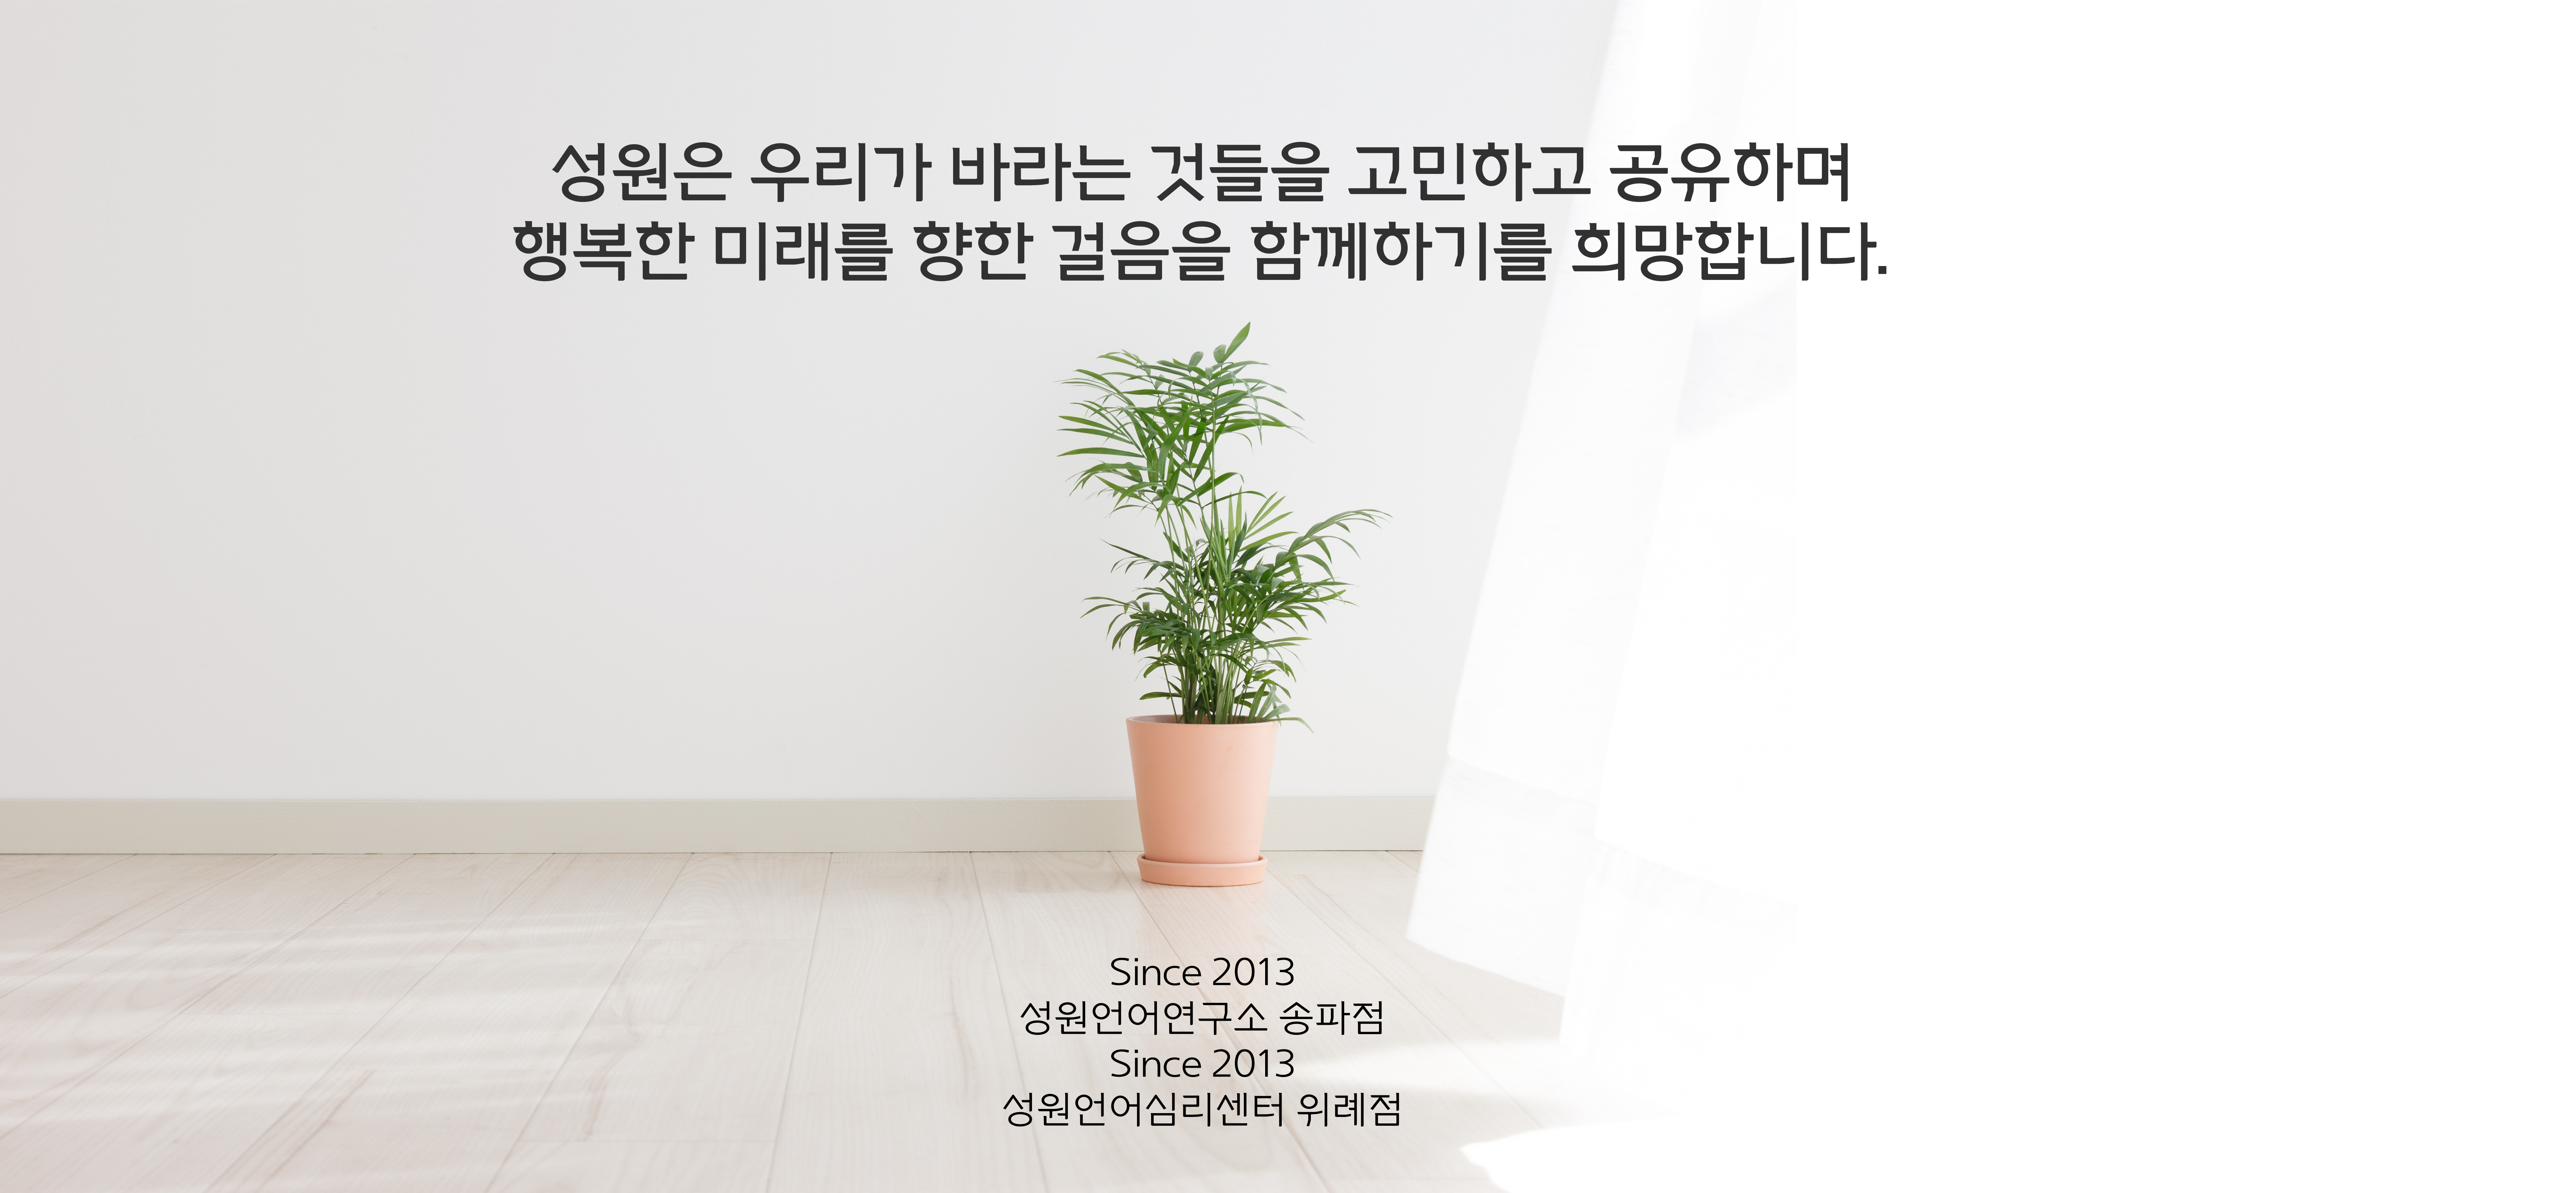 성원은 우리가 바라는 것들을 고민하고 공유하며
행복한 미래를 향한 걸음을 함께하기를 희망합니다.
Since 2013
성원언어연구소 송파점
Since 2013
성원언어심리센터 위례점